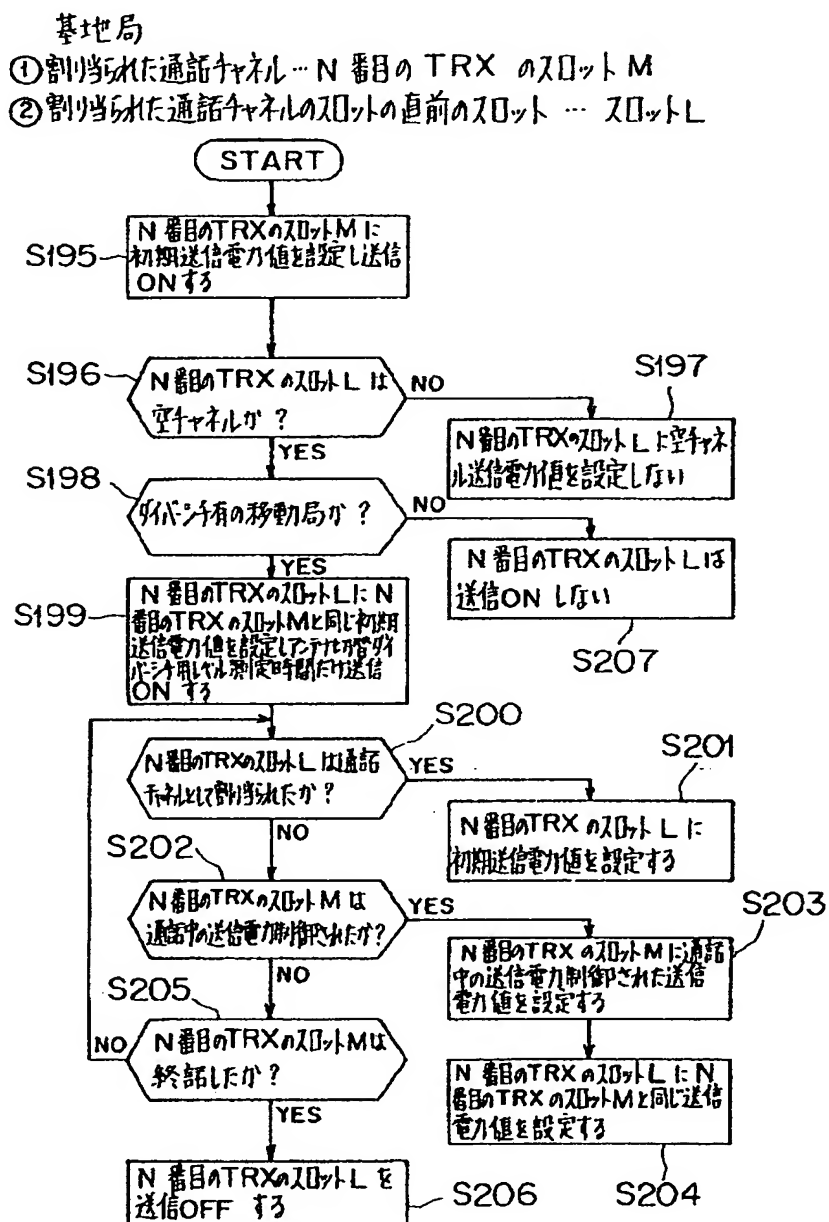 基地局
①割り当られた通話チャネル…N 番目の TRX のスロット M
②割り当られた通話チャネルのスロットの直前のスロット … スロット L
START
S195
N 番目のTRXのスロットMに
初期送信電力値を設定し送信
ONする
S196
N番目のTRXのスロットLは
空チャネルか?
NO
YES
S197
N番目のTRXのスロットLに空チャネ
ル送信電力値を設定しない
S198
ダイバーシチ有の移動局か?
NO
YES
N番目のTRXのスロットLは
送信ONしない
S207
S199
N 番目のTRXのスロットLにN
番目のTRXのスロットMと同じ初期
送信電力値を設定しアンテナセレクト型ダイ
バーシチ用レベル測定時間だけ送信
ONする
S200
N番目のTRXのスロットLは通話
チャネルとして割り当られたか?
YES
NO
S201
N番目のTRXのスロットLに
初期送信電力値を設定する
S202
N番目のTRXのスロットMは
通話中の送信電力制御されたか?
YES
NO
S203
N番目のTRXのスロットMに通話
中の送信電力制御された送信
電力値を設定する
S205
N番目のTRXのスロットMは
終話したか?
NO
YES
N 番目のTRXのスロットLにN
番目のTRXのスロットMと同じ送信
電力値を設定する
S204
N 番目のTRXのスロットLを
送信OFFする
S206